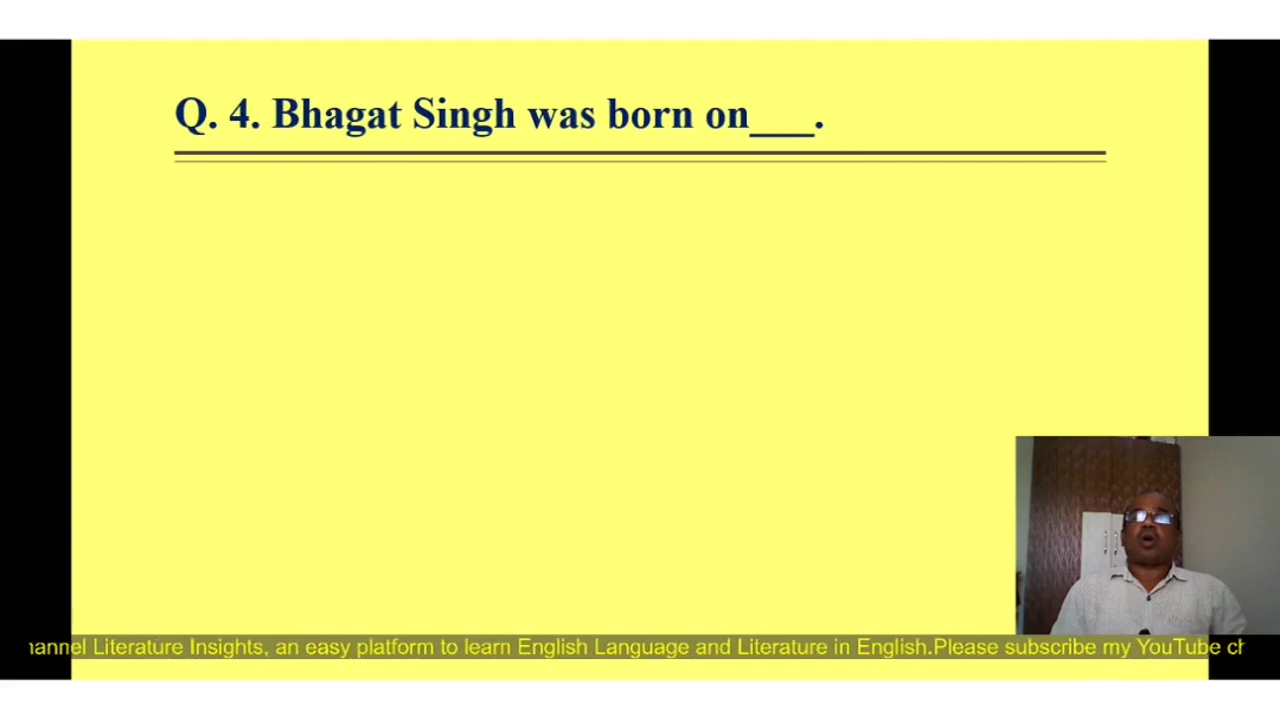 Q. 4. Bhagat Singh was born on___.
hannel Literature Insights, an easy platform to learn English Language and Literature in English.Please subscribe my YouTube ch